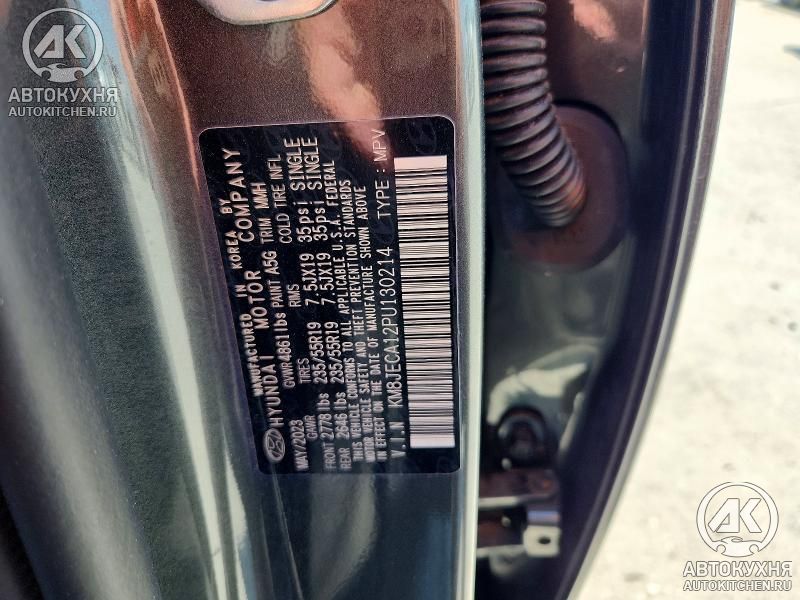 АК
АВТОКУХНЯ
AUTOKITCHEN.RU
MANUFACTURED IN KOREA BY
HYUNDAI MOTOR COMPANY
MAY/2023 GVWR4861lbs PAINT A5G TRIM MMH
GAWR TIRES RIMS COLD TIRE INFL
FRONT 2778 lbs 235/55R19 7.5JX19 35psi SINGLE
REAR 2646 lbs 235/55R19 7.5JX19 35psi SINGLE
THIS VEHICLE CONFORMS TO ALL APPLICABLE U.S.A. FEDERAL
MOTOR VEHICLE SAFETY AND THEFT PREVENTION STANDARDS
IN EFFECT ON THE DATE OF MANUFACTURE SHOWN ABOVE
V.I.N KM8JECA12PU130214 TYPE : MPV
АК
АВТОКУХНЯ
AUTOKITCHEN.RU